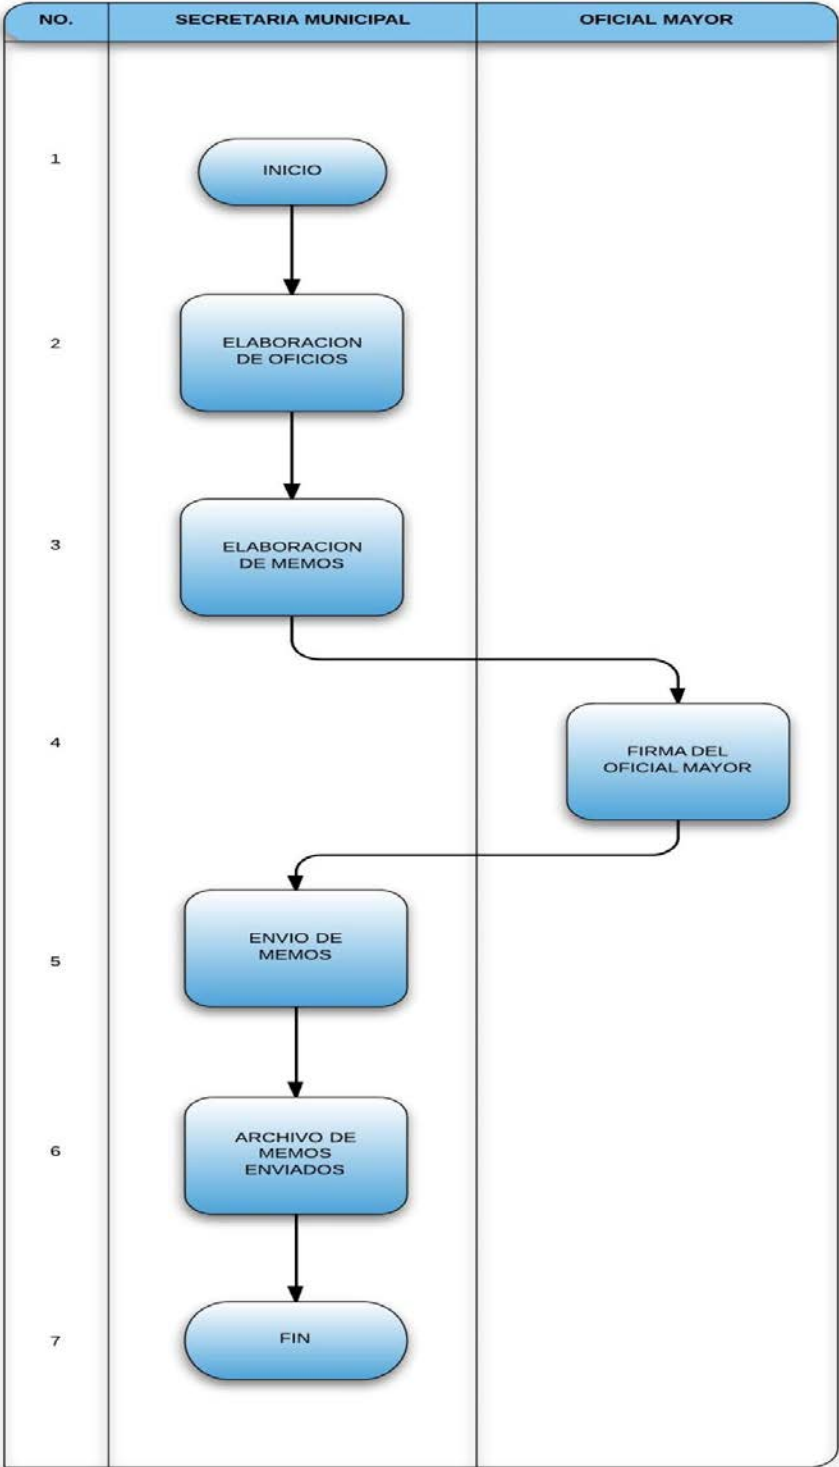 NO. SECRETARIA MUNICIPAL OFICIAL MAYOR
1
INICIO
2
ELABORACION
DE OFICIOS
3
ELABORACION
DE MEMOS
4
FIRMA DEL
OFICIAL MAYOR
5
ENVIO DE
MEMOS
6
ARCHIVO DE
MEMOS
ENVIADOS
7
FIN